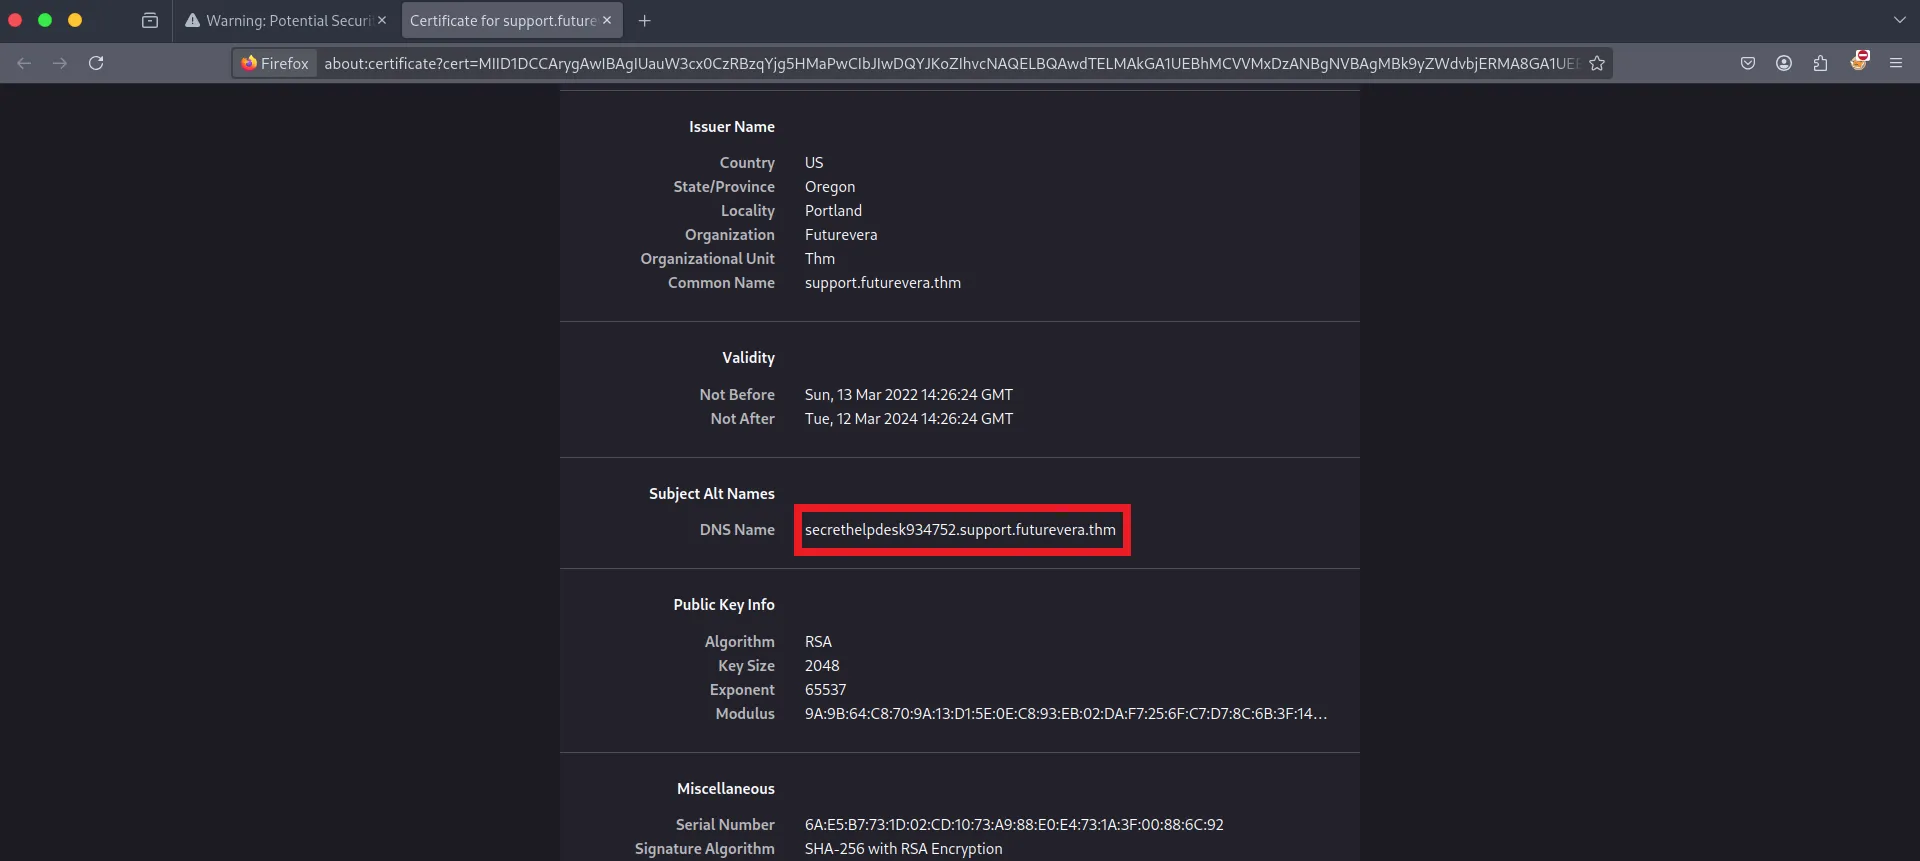 Warning: Potential Securi
Certificate for support.future
Firefox about:certificate?cert=MIID1DCCArygAwIBAgIUauW3cx0CzRBzqYjg5HMaPwCIbJIwDQYJKoZIhvcNAQELBQAwdTELMAkGA1UEBhMCVVMxDzANBgNVBAgMBk9yZWdvbjERMA8GA1UE
Issuer Name
Country US
State/Province Oregon
Locality Portland
Organization Futurevera
Organizational Unit Thm
Common Name support.futurevera.thm
Validity
Not Before Sun, 13 Mar 2022 14:26:24 GMT
Not After Tue, 12 Mar 2024 14:26:24 GMT
Subject Alt Names
DNS Name secrethelpdesk934752.support.futurevera.thm
Public Key Info
Algorithm RSA
Key Size 2048
Exponent 65537
Modulus 9A:9B:64:C8:70:9A:13:D1:5E:0E:C8:93:EB:02:DA:F7:25:6F:C7:D7:8C:6B:3F:14…
Miscellaneous
Serial Number 6A:E5:B7:73:1D:02:CD:10:73:A9:88:E0:E4:73:1A:3F:00:88:6C:92
Signature Algorithm SHA-256 with RSA Encryption